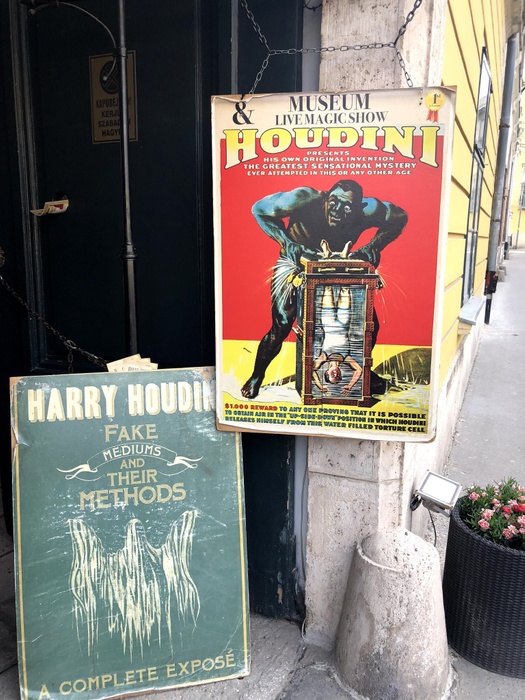 & MUSEUM
LIVE MAGIC SHOW
HOUDINI
PRESENTS
HIS OWN ORIGINAL INVENTION
THE GREATEST SENSATIONAL MYSTERY
EVER ATTEMPTED IN THIS OR ANY OTHER AGE
$1.000 REWARD TO ANY ONE PROVING THAT IT IS POSSIBLE
TO OBTAIN AIR IN THE "UP-SIDE-DOWN" POSITION IN WHICH HOUDINI
RELEASES HIMSELF FROM THIS WATER FILLED TORTURE CELL
HARRY HOUDIN
FAKE
MEDIUMS
AND
THEIR
METHODS
A COMPLETE EXPOSÉ